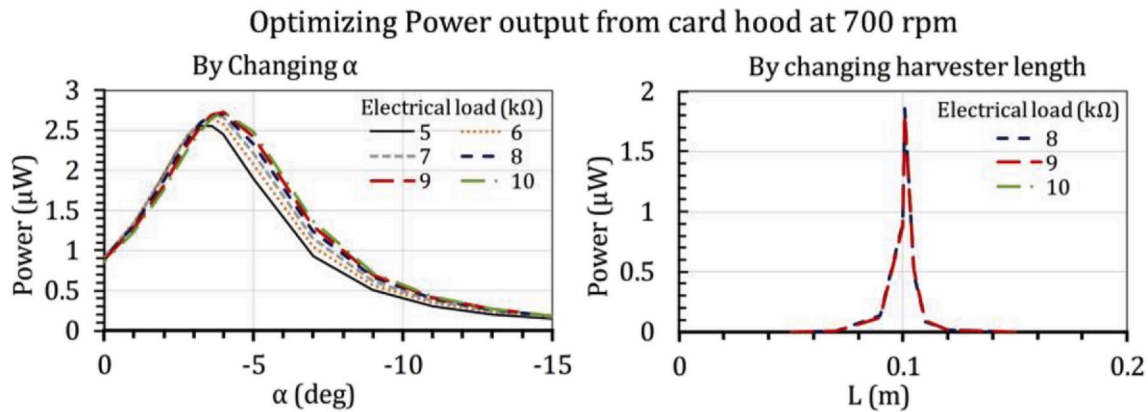 Optimizing Power output from card hood at 700 rpm
By Changing α
Electrical load (kΩ)
5 6
7 8
9 10
3
2.5
2
1.5
1
0.5
0
Power (μW)
0 -5 -10 -15
α (deg)
By changing harvester length
Electrical load (kΩ)
8
9
10
2
1.5
1
0.5
0
Power (μW)
0 0.1 0.2
L (m)